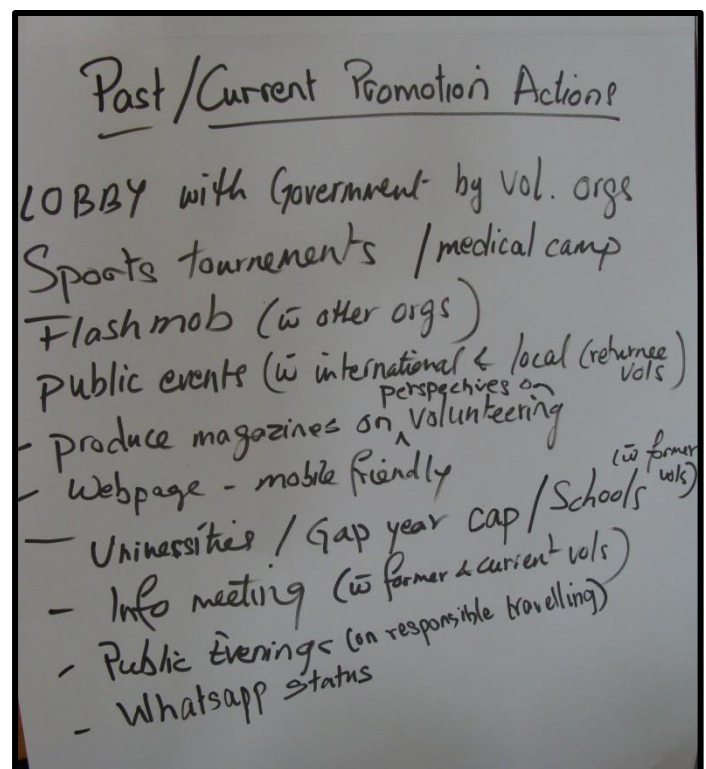 Past/Current Promotion Actions
LOBBY with Government by Vol. orgs
Sports tournements /medical camp
Flashmob (w̄ other orgs)
Public events (w̄ international & local (returnee vols)
- Produce magazines on perspectives on volunteering
- Webpage - mobile friendly
- Universities / Gap year cap/Schools (w̄ former vols)
- Info meeting (w̄ former & current vols)
- Public Evenings (on responsible travelling)
- Whatsapp status